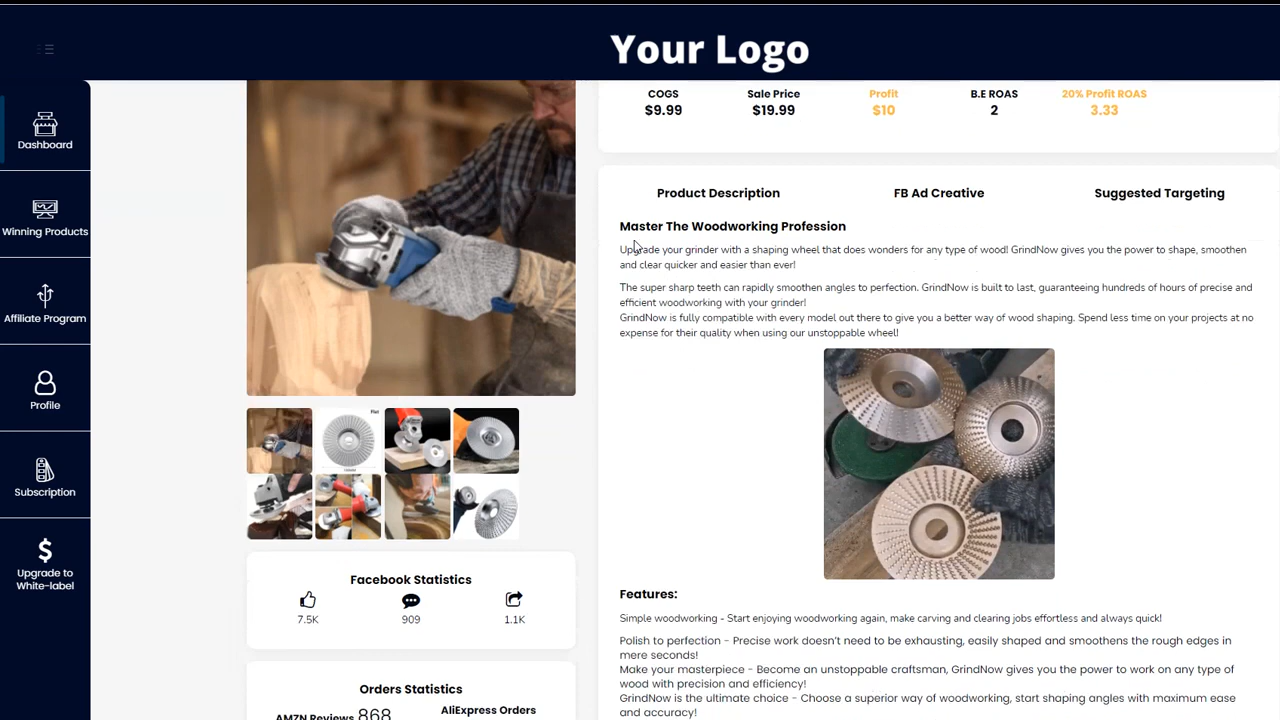 Your Logo
Dashboard
Winning Products
Affiliate Program
Profile
Subscription
Upgrade to
White-label
COGS
$9.99
Sale Price
$19.99
Profit
$10
B.E ROAS
2
20% Profit ROAS
3.33
Flat
Facebook Statistics
7.5K
909
1.1K
Orders Statistics
AMZN Reviews 868
AliExpress Orders
Product Description
FB Ad Creative
Suggested Targeting
Master The Woodworking Profession
Upgrade your grinder with a shaping wheel that does wonders for any type of wood! GrindNow gives you the power to shape, smoothen
and clear quicker and easier than ever!
The super sharp teeth can rapidly smoothen angles to perfection. GrindNow is built to last, guaranteeing hundreds of hours of precise and
efficient woodworking with your grinder!
GrindNow is fully compatible with every model out there to give you a better way of wood shaping. Spend less time on your projects at no
expense for their quality when using our unstoppable wheel!
Features:
Simple woodworking - Start enjoying woodworking again, make carving and clearing jobs effortless and always quick!
Polish to perfection - Precise work doesn't need to be exhausting, easily shaped and smoothens the rough edges in
mere seconds!
Make your masterpiece - Become an unstoppable craftsman, GrindNow gives you the power to work on any type of
wood with precision and efficiency!
GrindNow is the ultimate choice - Choose a superior way of woodworking, start shaping angles with maximum ease
and accuracy!